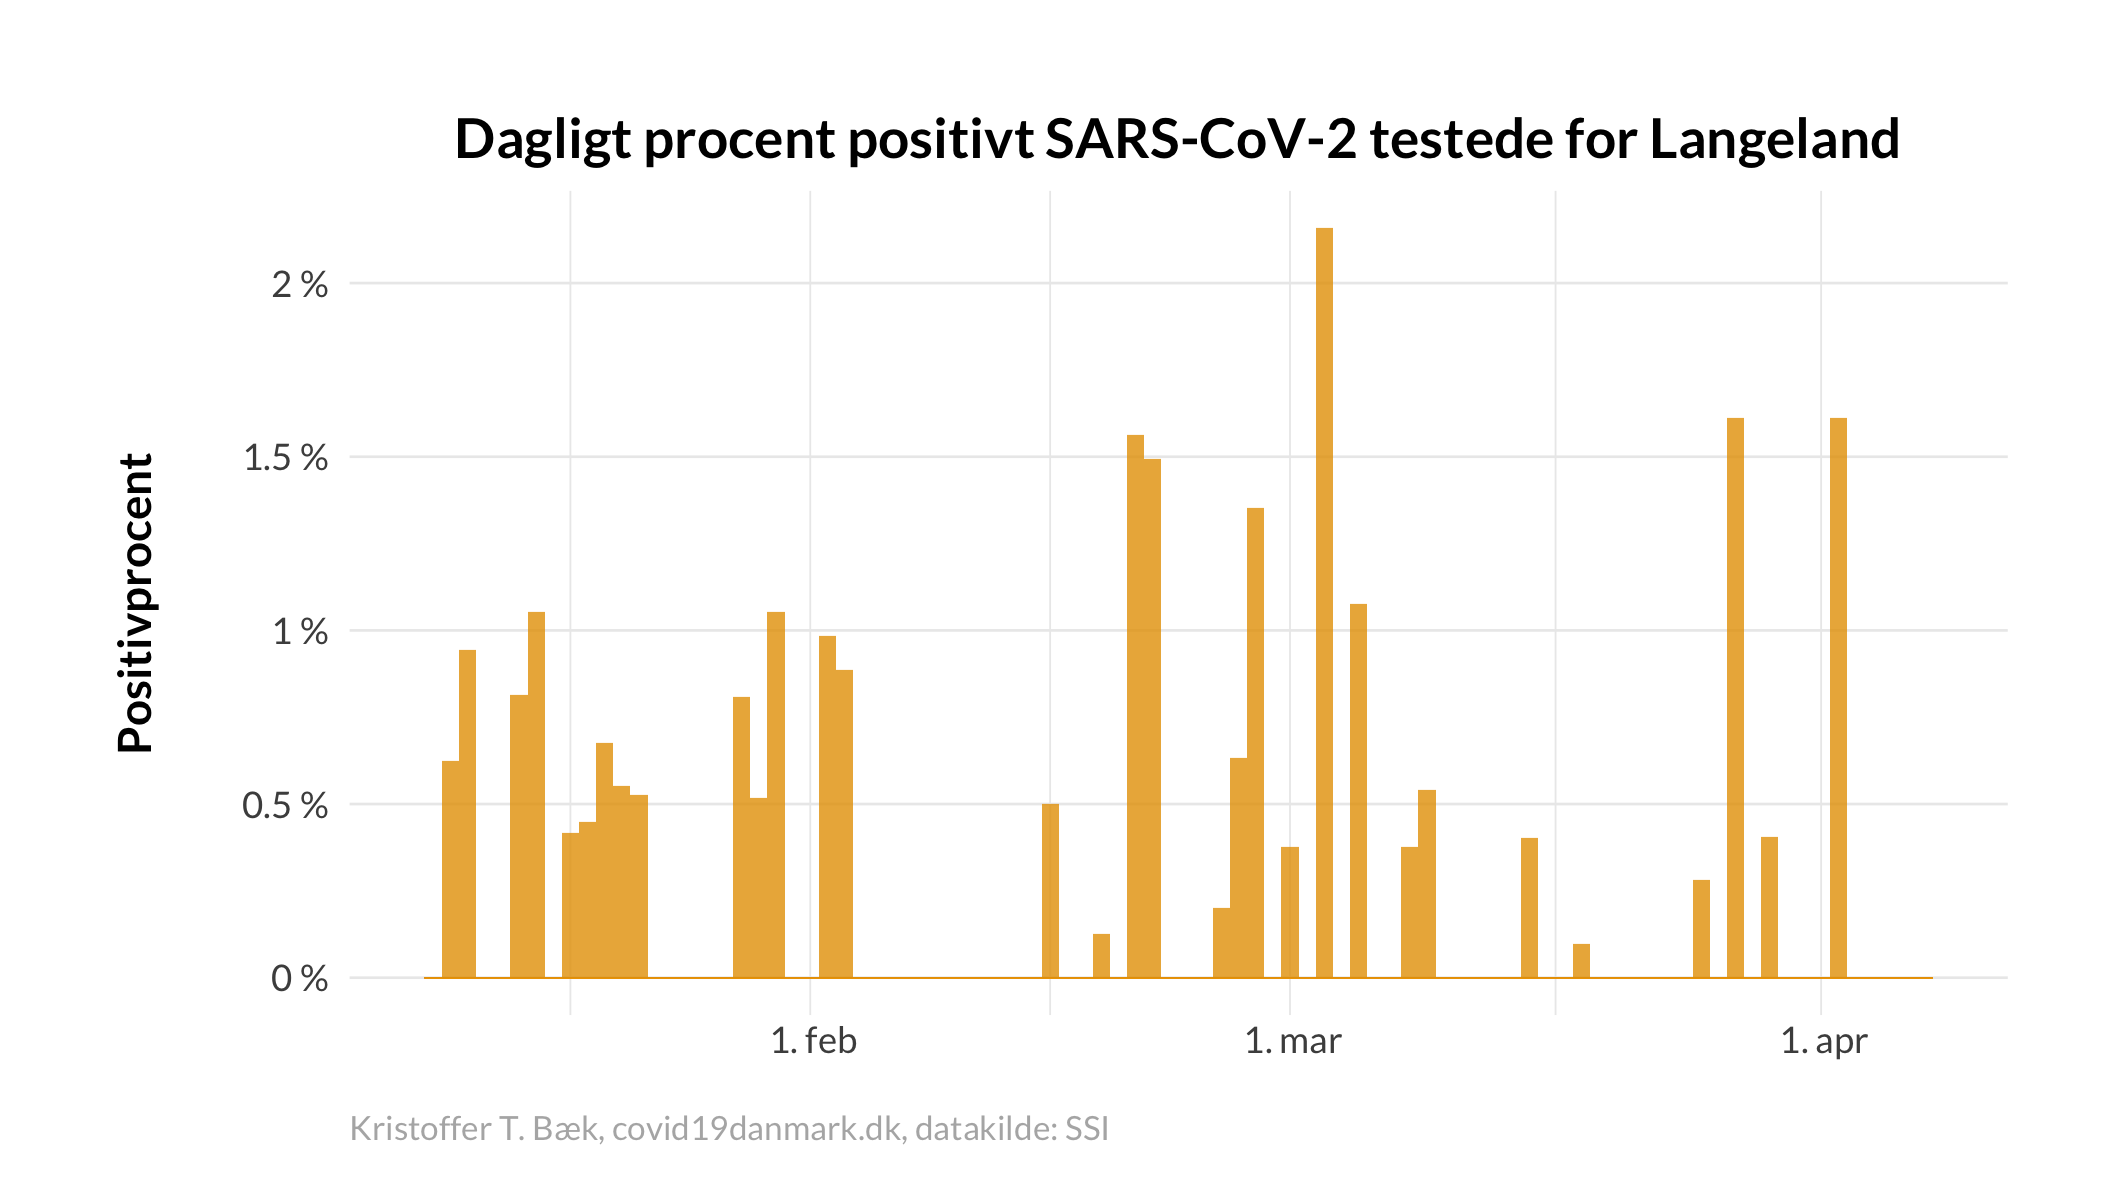 Dagligt procent positivt SARS-CoV-2 testede for Langeland
Positivprocent
2 %
1.5 %
1 %
0.5 %
0 %
1. feb
1. mar
1. apr
Kristoffer T. Bæk, covid19danmark.dk, datakilde: SSI